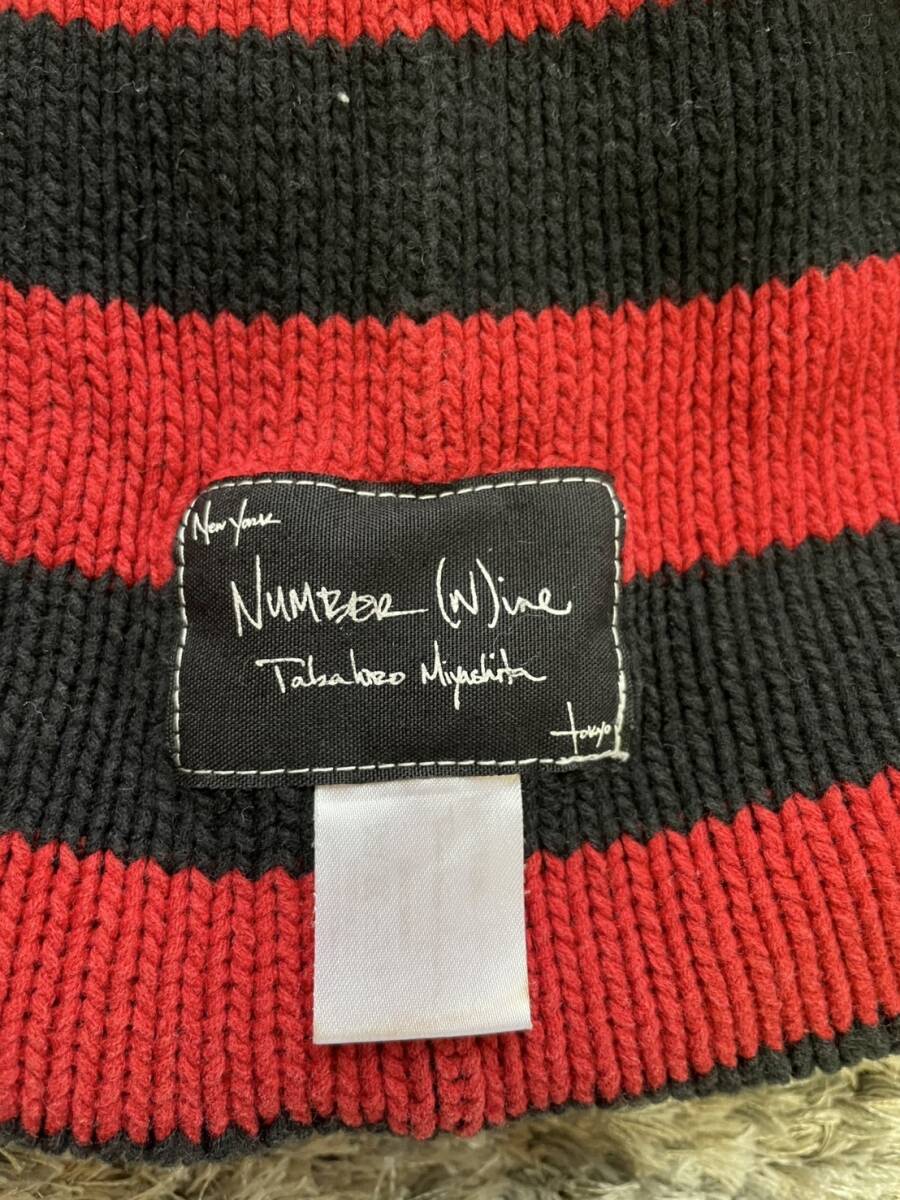 New York
NUMBER (N)ine
Takahiro Miyashita
Tokyo